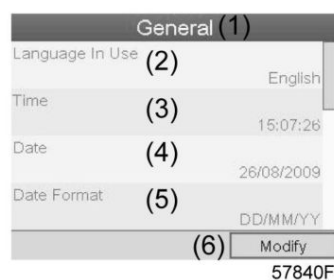 General (1)
Language In Use (2)
English
Time (3)
15:07:26
Date (4)
26/08/2009
Date Format (5)
DD/MM/YY
(6) Modify
57840F